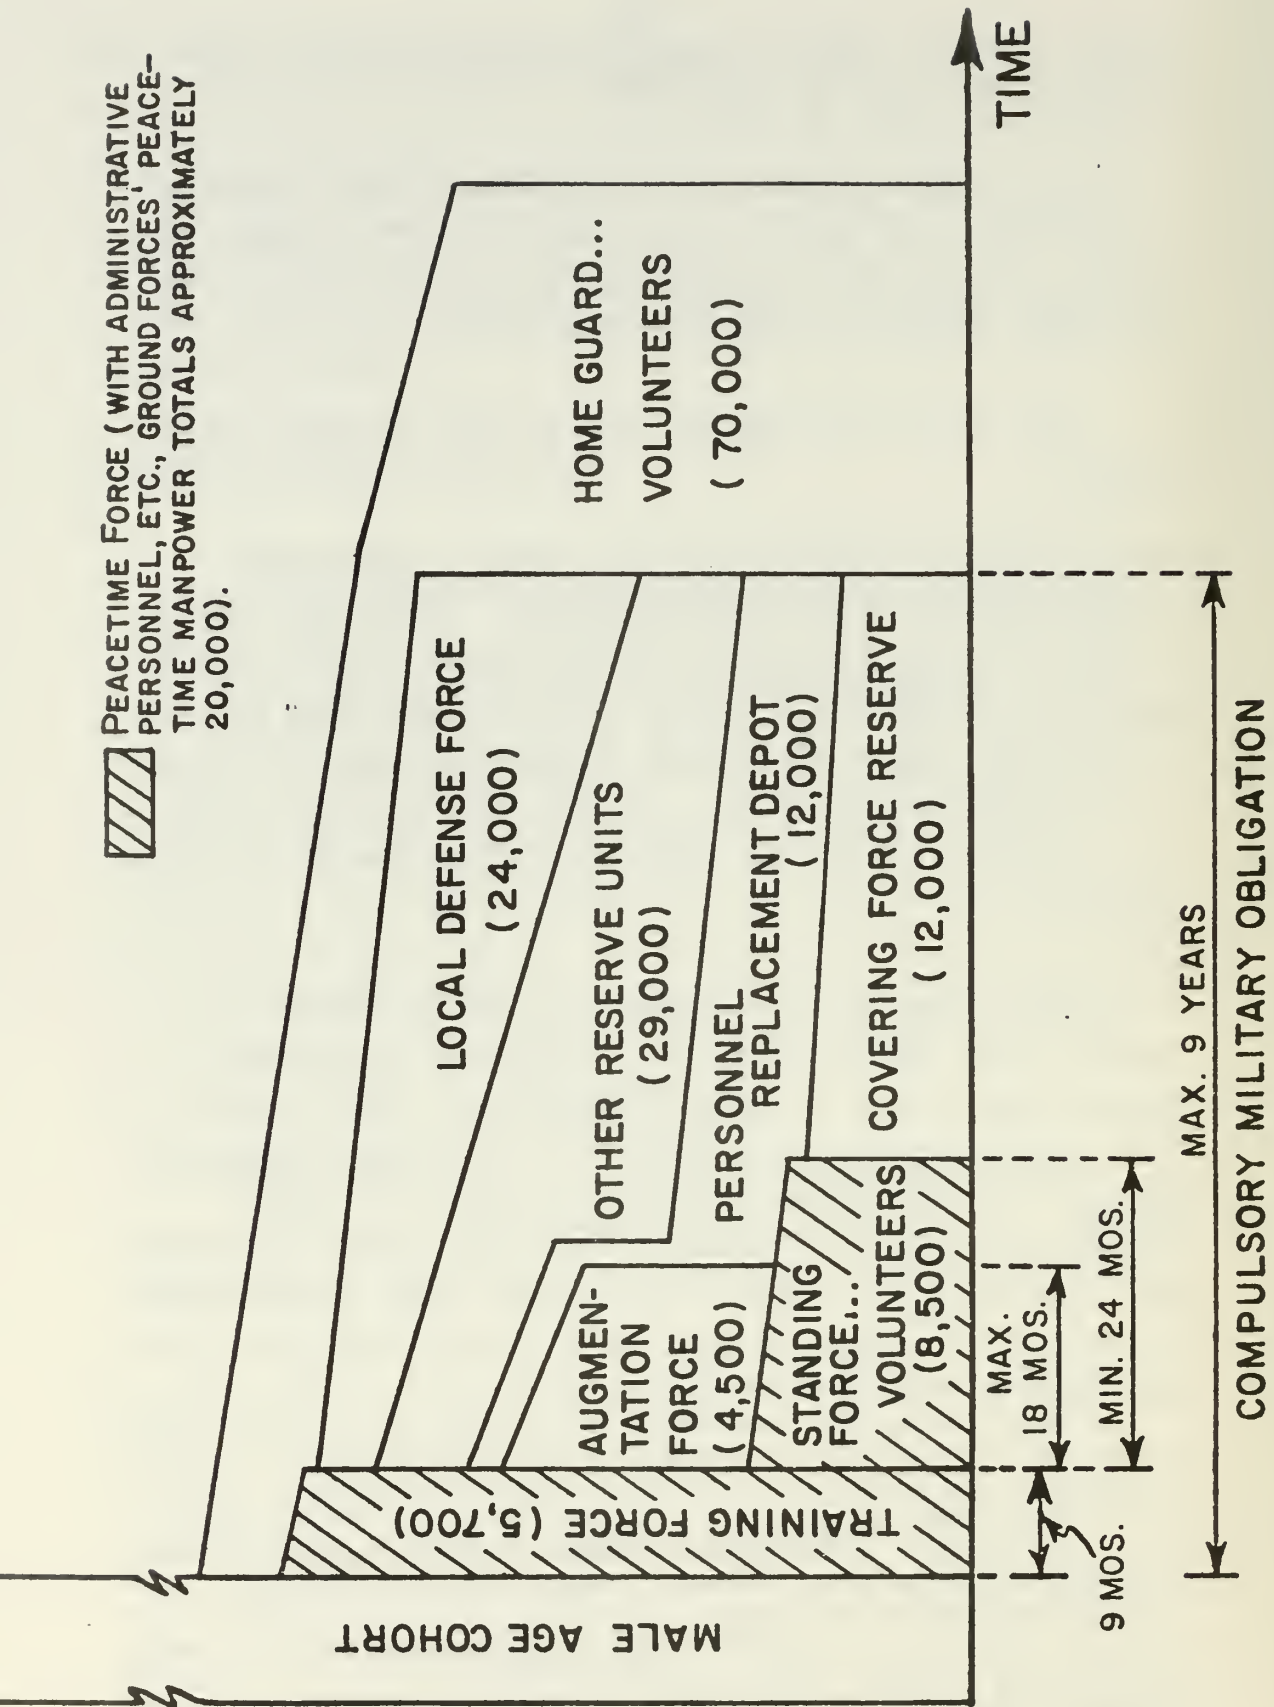 PEACETIME FORCE (WITH ADMINISTRATIVE
PERSONNEL, ETC., GROUND FORCES' PEACE-
TIME MANPOWER TOTALS APPROXIMATELY
20,000).
MALE AGE COHORT
TRAINING FORCE (5,700)
LOCAL DEFENSE FORCE
(24,000)
OTHER RESERVE UNITS
(29,000)
AUGMEN-
TATION
FORCE
(4,500)
PERSONNEL
REPLACEMENT DEPOT
(12,000)
STANDING
FORCE...
VOLUNTEERS
(8,500)
COVERING FORCE RESERVE
(12,000)
HOME GUARD...
VOLUNTEERS
(70,000)
TIME
9 MOS.
MAX.
18 MOS.
MIN. 24 MOS.
MAX. 9 YEARS
COMPULSORY MILITARY OBLIGATION